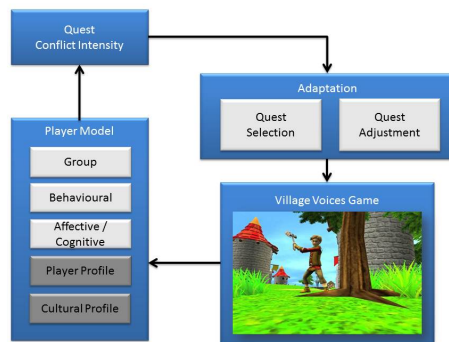 Quest
Conflict Intensity
Adaptation
Quest
Selection
Quest
Adjustment
Player Model
Group
Behavioural
Affective /
Cognitive
Player Profile
Cultural Profile
Village Voices Game